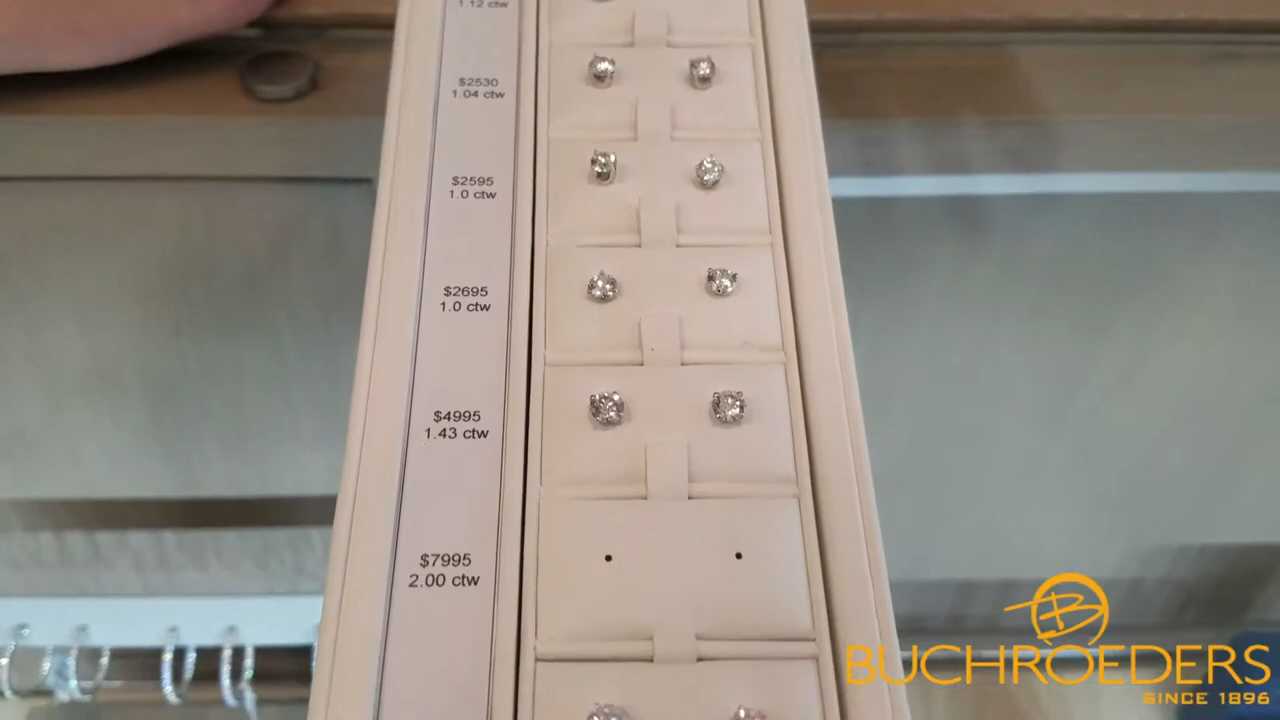 1.12 ctw
$2530
1.04 ctw
$2595
1.0 ctw
$2695
1.0 ctw
$4995
1.43 ctw
$7995
2.00 ctw
B
BUCHROEDERS
SINCE 1896